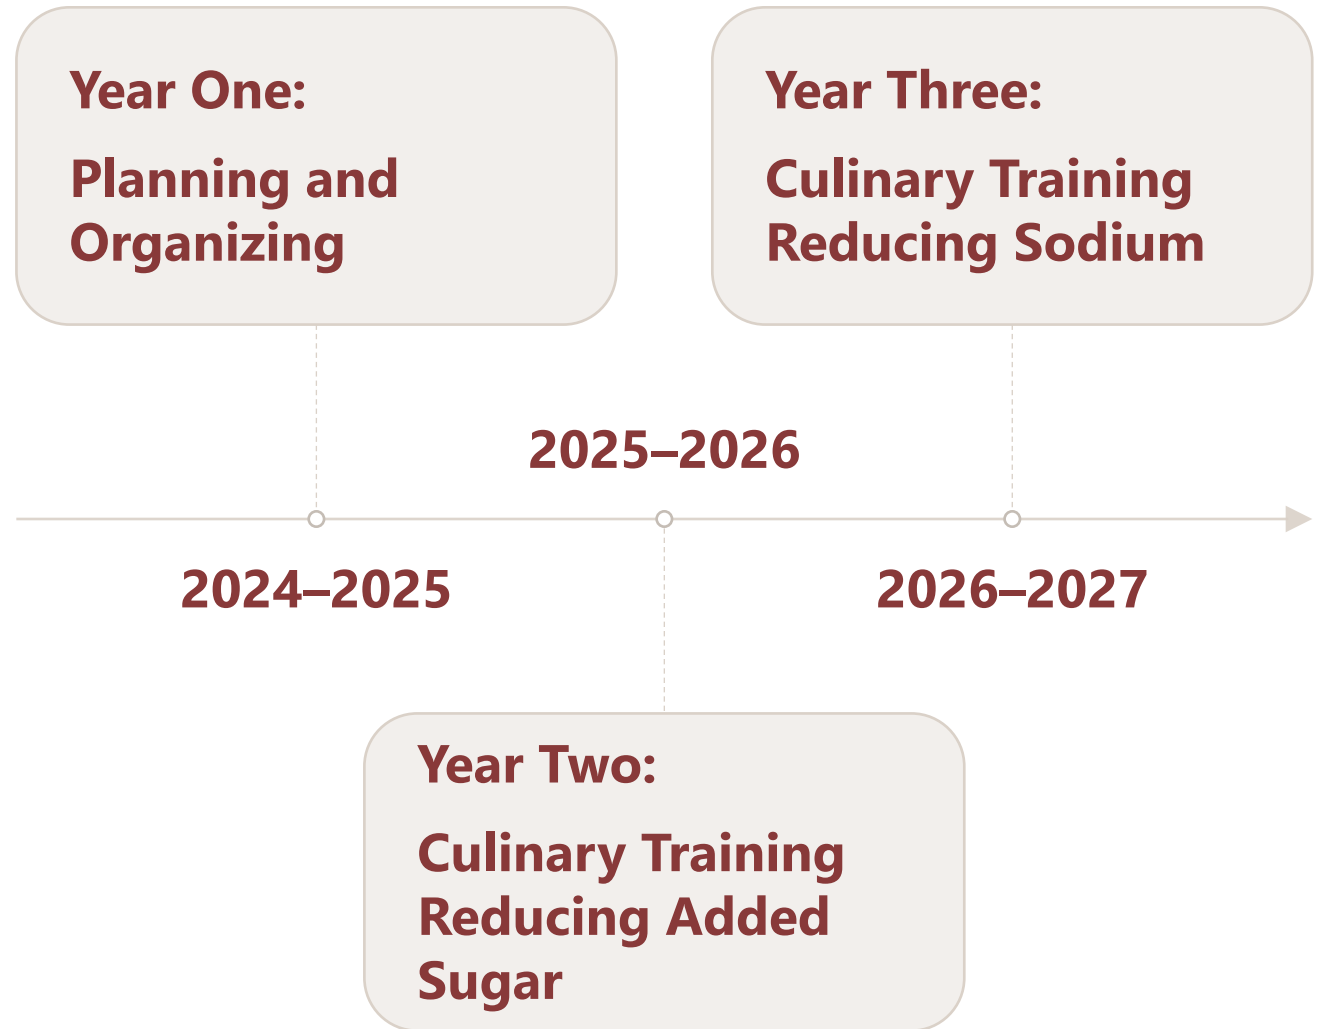 Year One:
Planning and
Organizing
Year Three:
Culinary Training
Reducing Sodium
2025–2026
2024–2025
2026–2027
Year Two:
Culinary Training
Reducing Added
Sugar